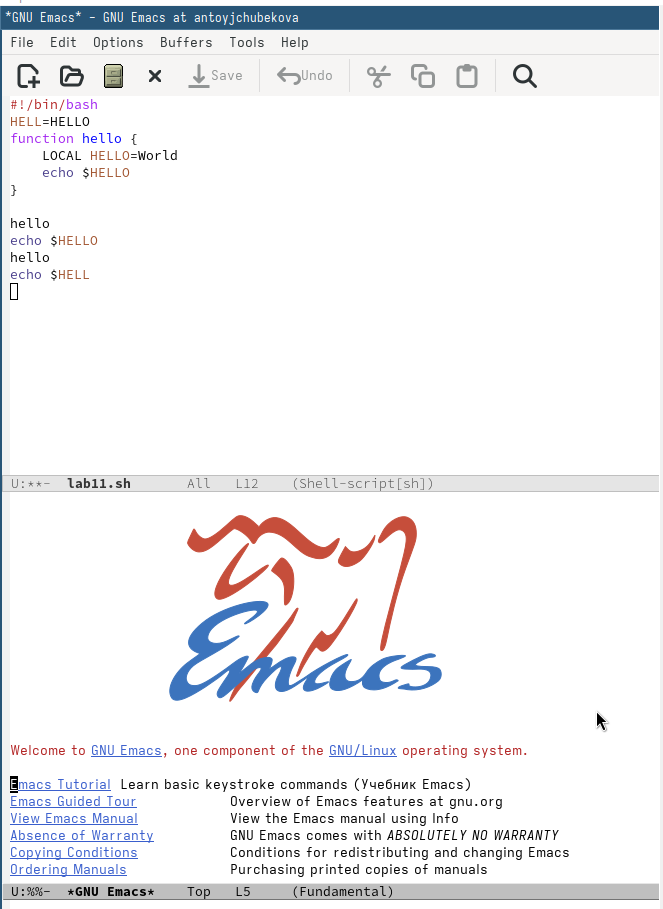 *GNU Emacs* - GNU Emacs at antoyjchubekova
File Edit Options Buffers Tools Help
Save Undo
#!/bin/bash
HELL=HELLO
function hello {
    LOCAL HELLO=World
    echo $HELLO
}
hello
echo $HELLO
hello
echo $HELL
U:**- lab11.sh All L12 (Shell-script[sh])
Emacs
Welcome to GNU Emacs, one component of the GNU/Linux operating system.
Emacs Tutorial Learn basic keystroke commands (Учебник Emacs)
Emacs Guided Tour Overview of Emacs features at gnu.org
View Emacs Manual View the Emacs manual using Info
Absence of Warranty GNU Emacs comes with ABSOLUTELY NO WARRANTY
Copying Conditions Conditions for redistributing and changing Emacs
Ordering Manuals Purchasing printed copies of manuals
U:%%- *GNU Emacs* Top L5 (Fundamental)